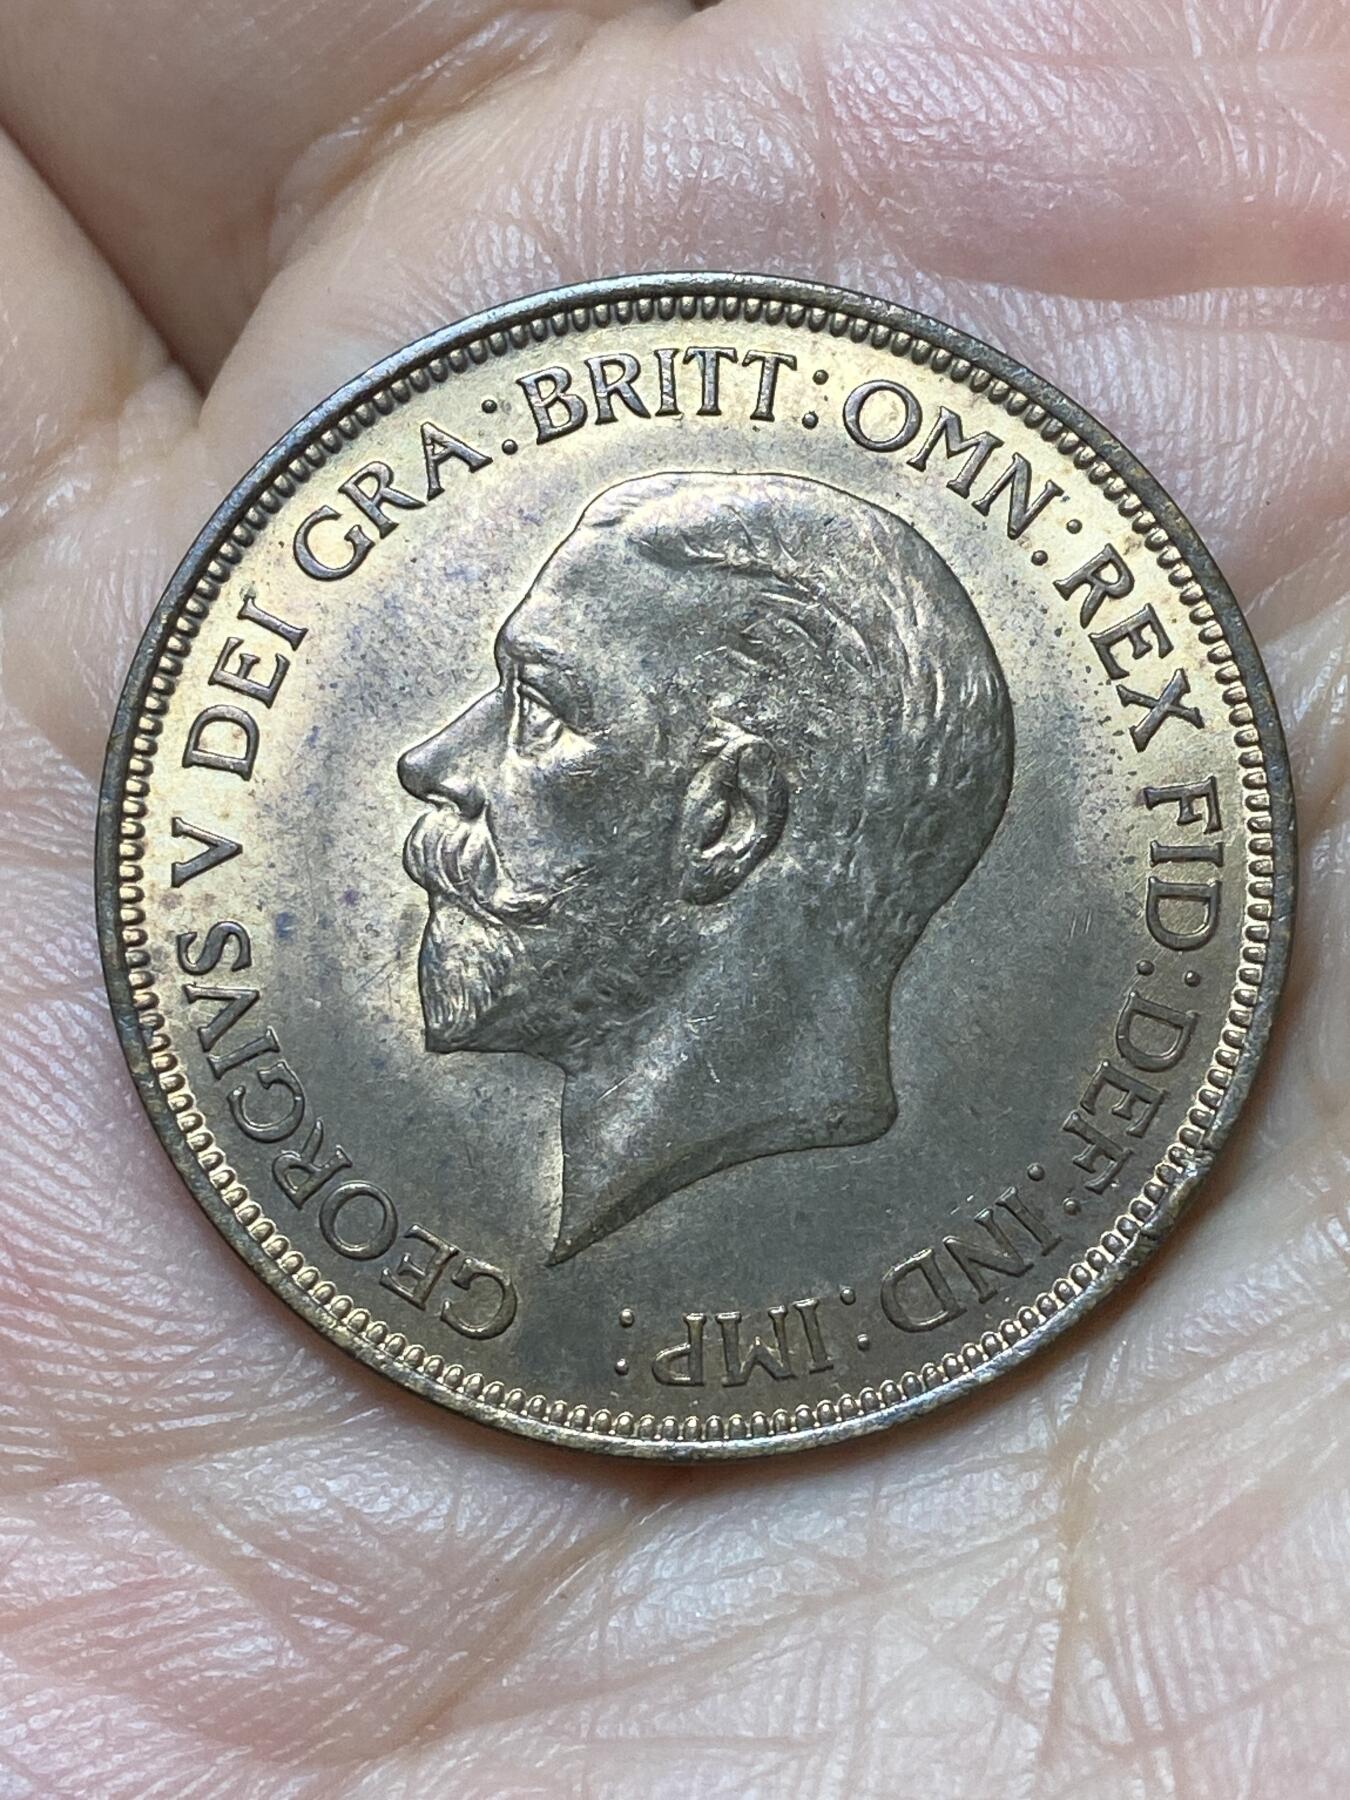 GEORGIVS V DEI GRA: BRITT: OMN: REX FID: DEF: IND: IMP: